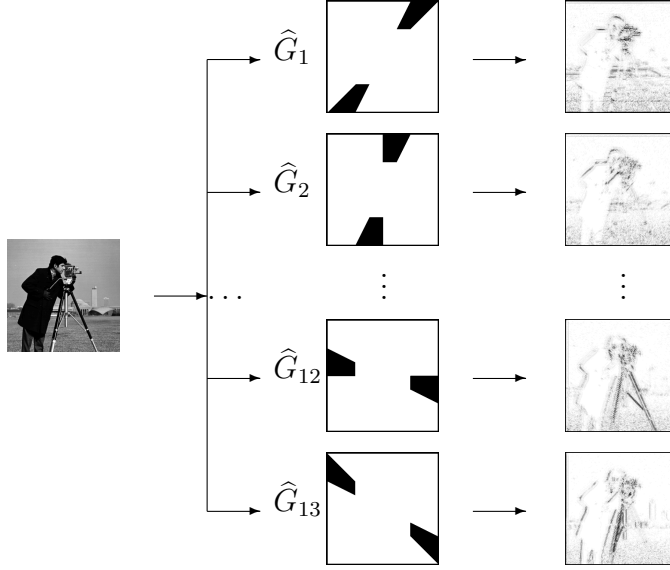 Ĝ₁
Ĝ₂
. . .
⋮
⋮
Ĝ₁₂
Ĝ₁₃